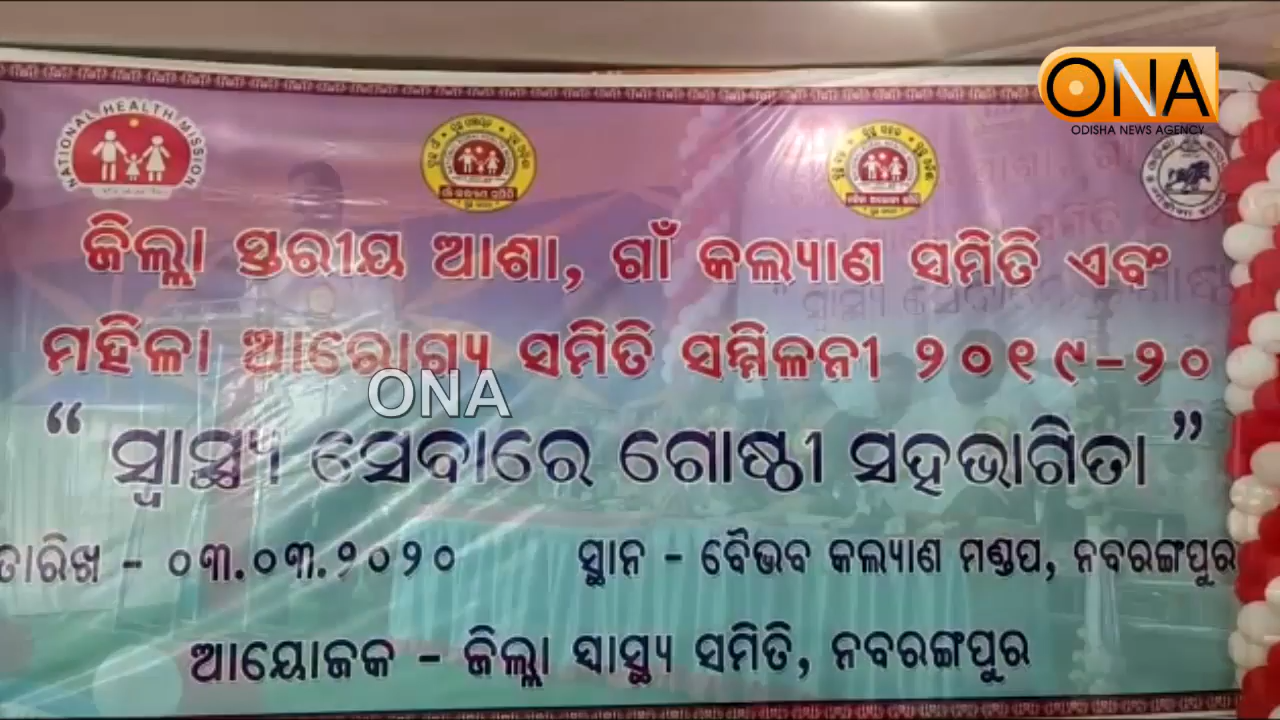 ONA
ODISHA NEWS AGENCY
NATIONAL HEALTH MISSION
ଜିଲ୍ଲା ସ୍ତରୀୟ ଆଶା, ଗାଁ କଲ୍ୟାଣ ସମିତି ଏବଂ
ମହିଳା ଆରୋଗ୍ୟ ସମିତି ସମ୍ମିଳନୀ ୨୦୧୯-୨୦
ONA
“ ସ୍ୱାସ୍ଥ୍ୟ ସେବାରେ ଗୋଷ୍ଠୀ ସହଭାଗିତା ”
ତାରିଖ - ୦୩.୦୩.୨୦୨୦ ସ୍ଥାନ - ବୈଭବ କଲ୍ୟାଣ ମଣ୍ଡପ, ନବରଙ୍ଗପୁର
ଆୟୋଜକ - ଜିଲ୍ଲା ସ୍ୱାସ୍ଥ୍ୟ ସମିତି, ନବରଙ୍ଗପୁର